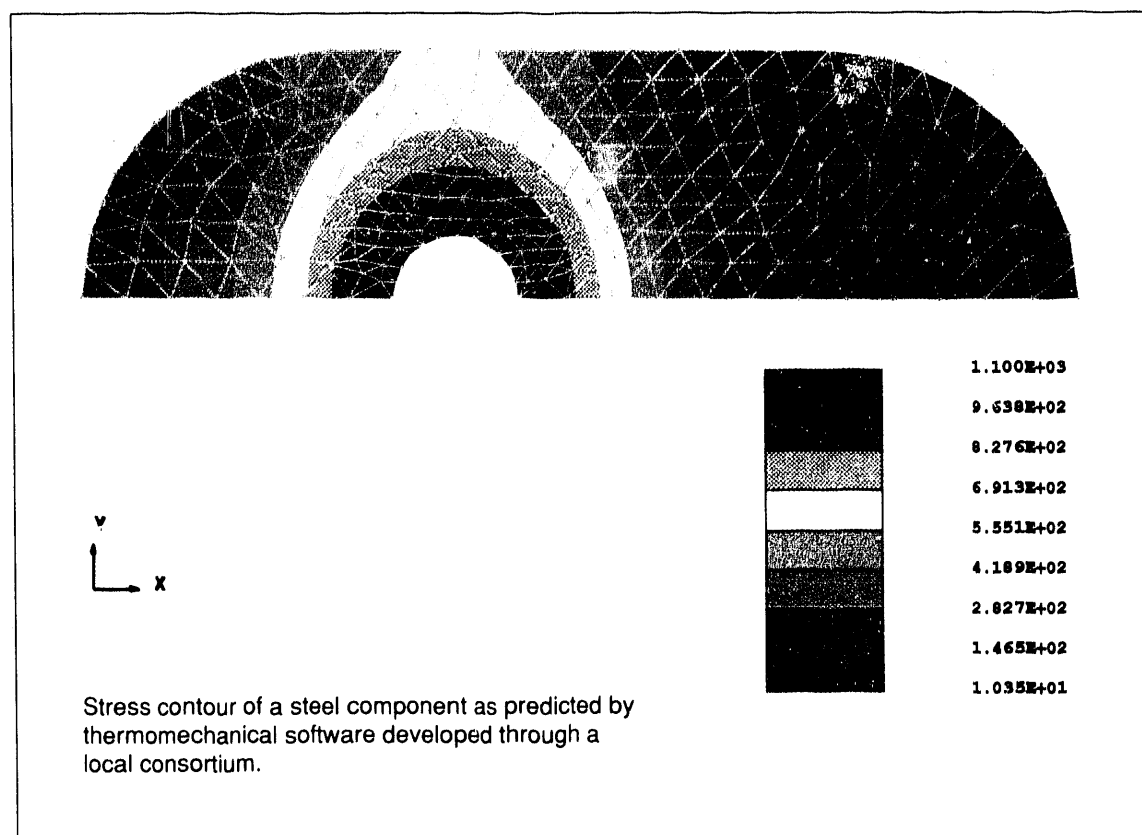 1.100E+03
9.638E+02
8.276E+02
6.913E+02
5.551E+02
4.189E+02
2.827E+02
1.465E+02
1.035E+01
Y
X
Stress contour of a steel component as predicted by
thermomechanical software developed through a
local consortium.